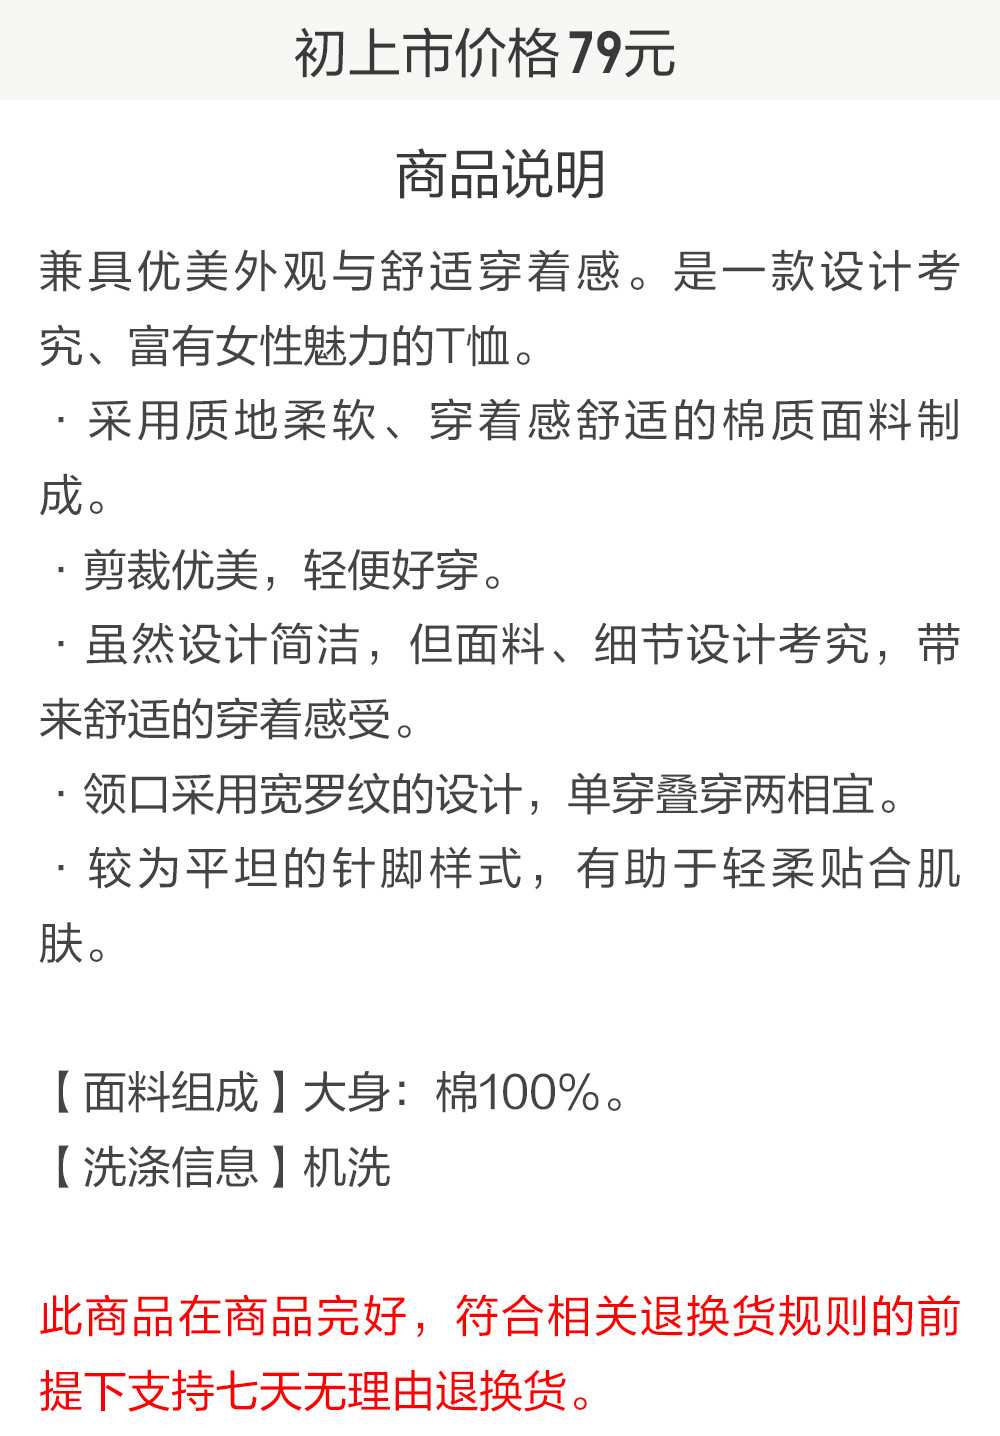 初上市价格79元
商品说明
兼具优美外观与舒适穿着感。是一款设计考
究、富有女性魅力的T恤。
· 采用质地柔软、穿着感舒适的棉质面料制
成。
· 剪裁优美，轻便好穿。
· 虽然设计简洁，但面料、细节设计考究，带
来舒适的穿着感受。
· 领口采用宽罗纹的设计，单穿叠穿两相宜。
· 较为平坦的针脚样式，有助于轻柔贴合肌
肤。
【面料组成】大身：棉100%。
【洗涤信息】机洗
此商品在商品完好，符合相关退换货规则的前
提下支持七天无理由退换货。